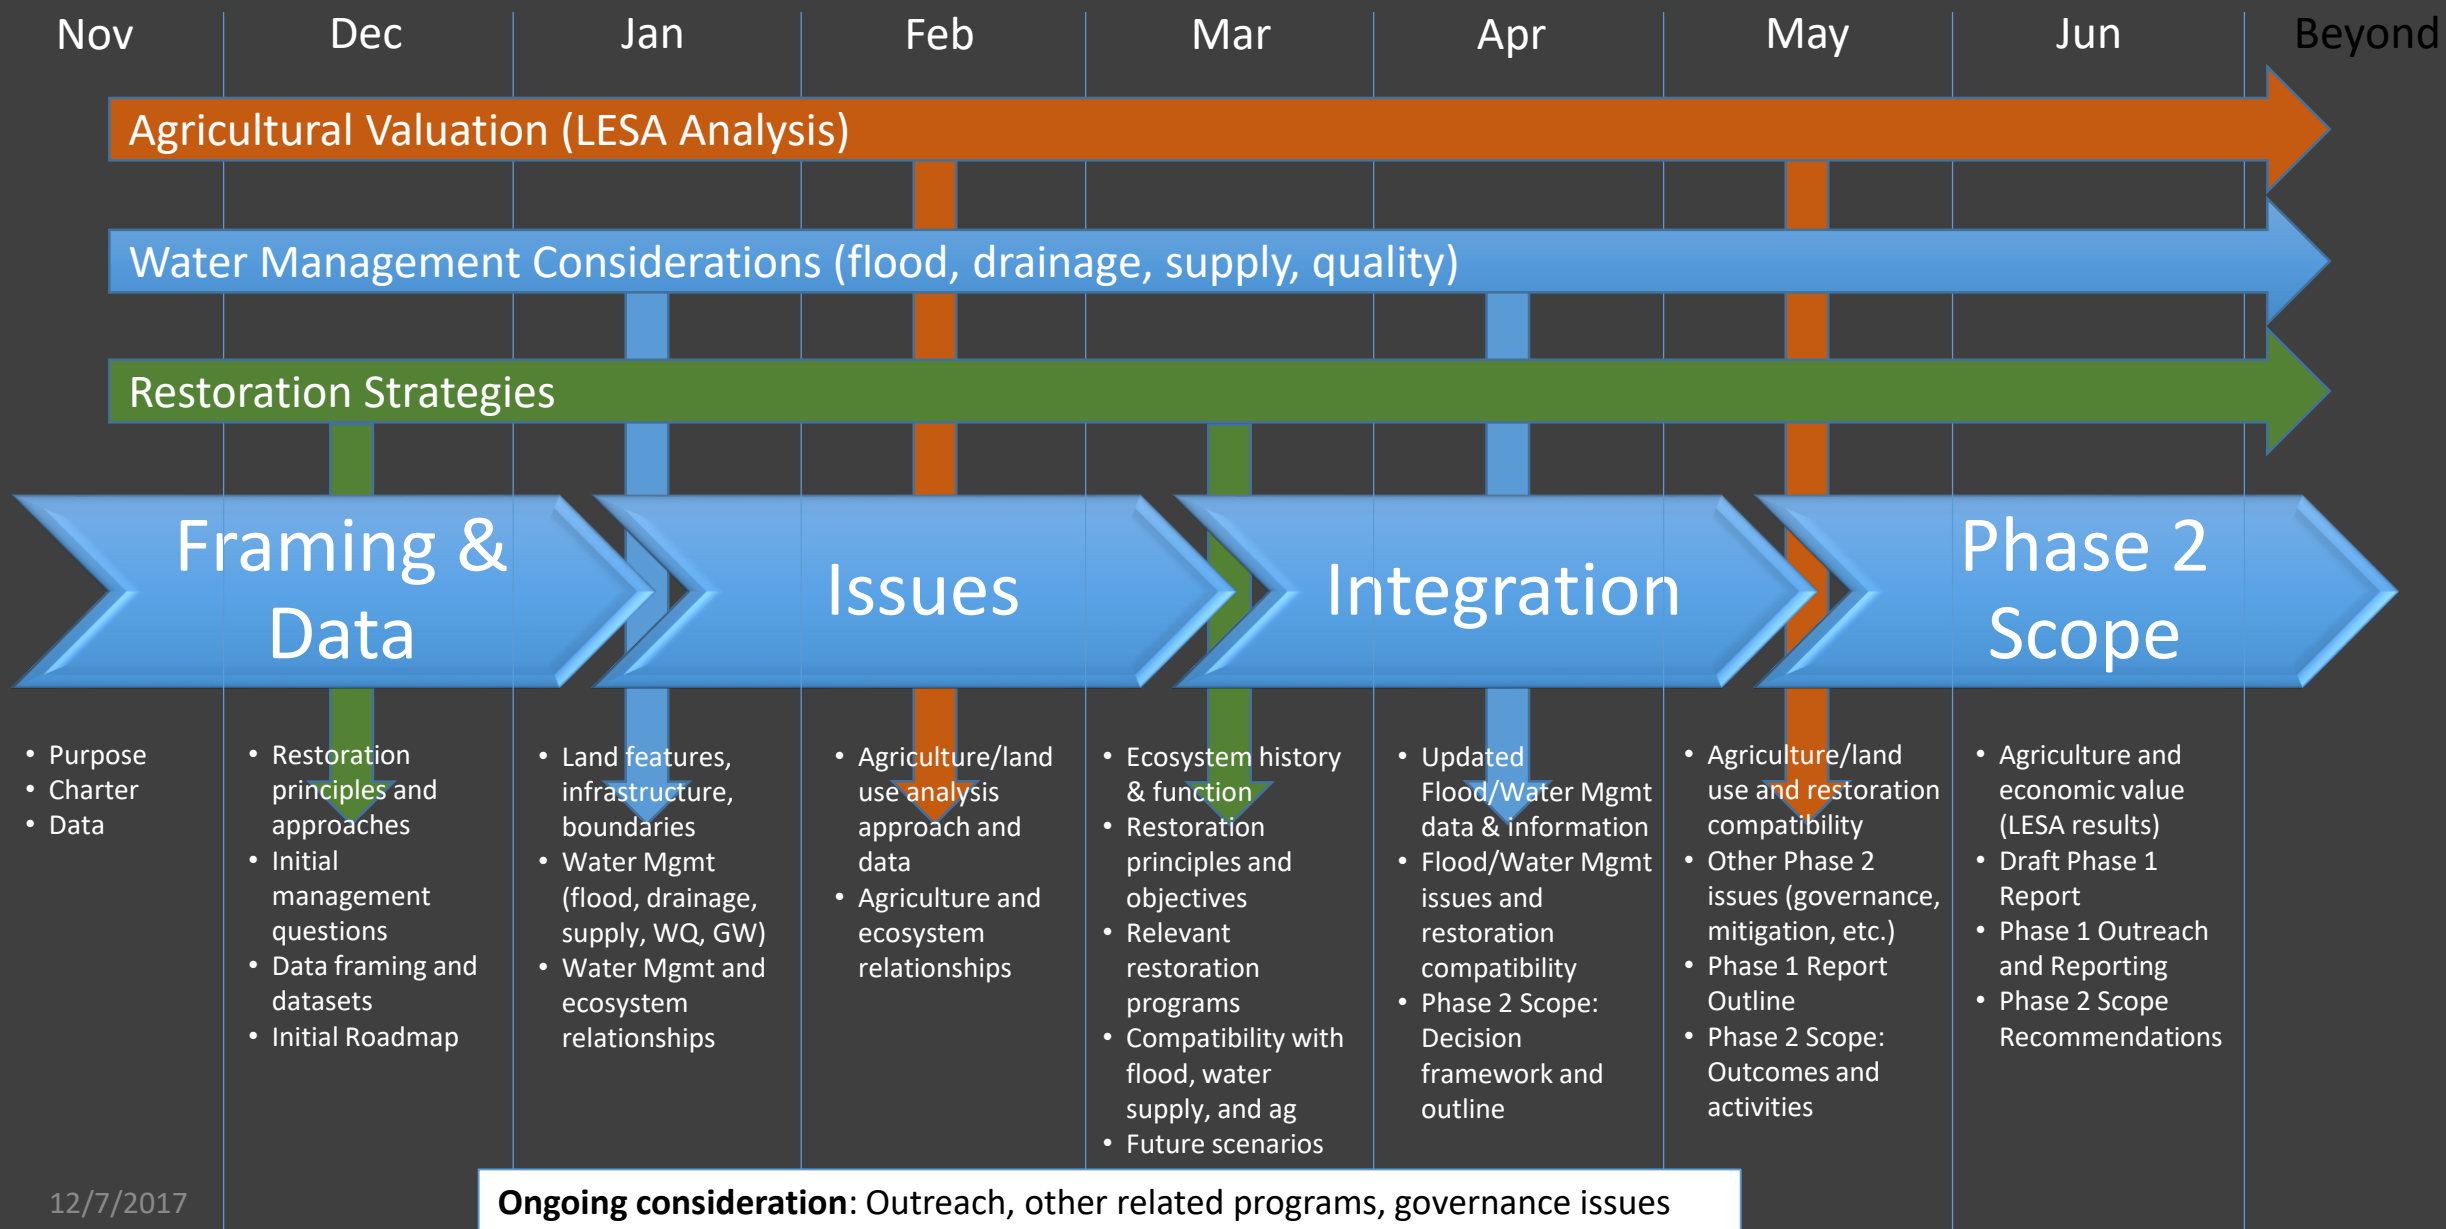 Nov Dec Jan Feb Mar Apr May Jun Beyond
Agricultural Valuation (LESA Analysis)
Water Management Considerations (flood, drainage, supply, quality)
Restoration Strategies
Framing &
Data
Issues
Integration
Phase 2
Scope
• Purpose
• Charter
• Data
• Restoration
principles and
approaches
• Initial
management
questions
• Data framing and
datasets
• Initial Roadmap
• Land features,
infrastructure,
boundaries
• Water Mgmt
(flood, drainage,
supply, WQ, GW)
• Water Mgmt and
ecosystem
relationships
• Agriculture/land
use analysis
approach and
data
• Agriculture and
ecosystem
relationships
• Ecosystem history
& function
• Restoration
principles and
objectives
• Relevant
restoration
programs
• Compatibility with
flood, water
supply, and ag
• Future scenarios
• Updated
Flood/Water Mgmt
data & information
• Flood/Water Mgmt
issues and
restoration
compatibility
• Phase 2 Scope:
Decision
framework and
outline
• Agriculture/land
use and restoration
compatibility
• Other Phase 2
issues (governance,
mitigation, etc.)
• Phase 1 Report
Outline
• Phase 2 Scope:
Outcomes and
activities
• Agriculture and
economic value
(LESA results)
• Draft Phase 1
Report
• Phase 1 Outreach
and Reporting
• Phase 2 Scope
Recommendations
12/7/2017
Ongoing consideration: Outreach, other related programs, governance issues